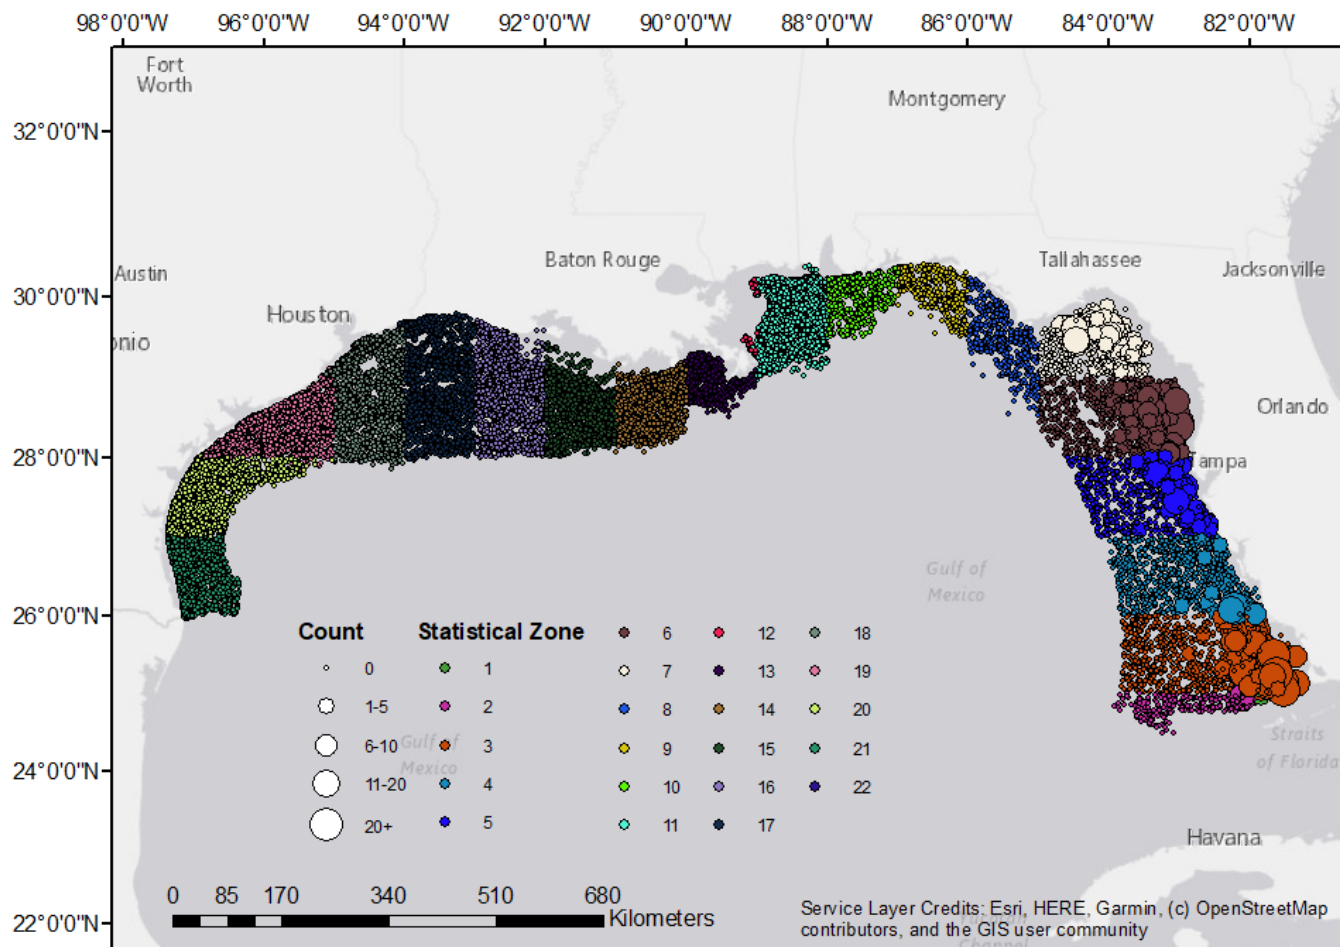 98°0'0"W 96°0'0"W 94°0'0"W 92°0'0"W 90°0'0"W 88°0'0"W 86°0'0"W 84°0'0"W 82°0'0"W
Fort
Worth
Montgomery
32°0'0"N
Baton Rouge
Tallahassee
Jacksonville
Austin
30°0'0"N
Houston
onio
Orlando
28°0'0"N
Tampa
Gulf of
Mexico
26°0'0"N
Count
0
1-5
6-10
11-20
20+
Statistical Zone
1
2
3
4
5
6
7
8
9
10
11
12
13
14
15
16
17
18
19
20
21
22
Gulf of
Mexico
Straits
of Florida
24°0'0"N
Havana
0 85 170 340 510 680
Kilometers
Service Layer Credits: Esri, HERE, Garmin, (c) OpenStreetMap
contributors, and the GIS user community
Channel
22°0'0"N